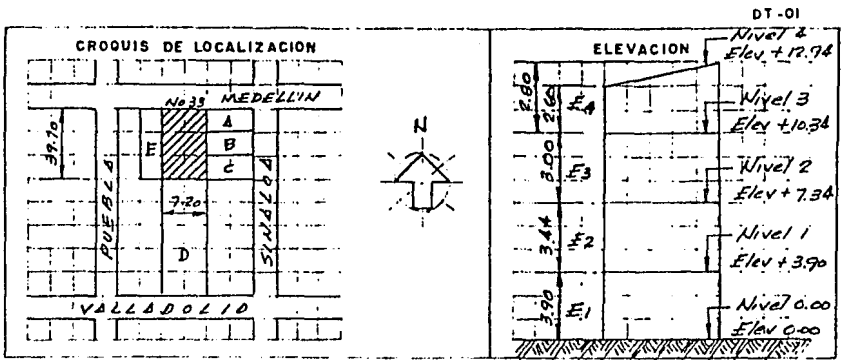 DT-01
CROQUIS DE LOCALIZACION
No 33
MEDELLIN
39.70
E
A
B
C
7.20
D
PUEBLA
SINALOA
VALLADOLID
N
ELEVACION
Nivel 4
Elev +12.94
2.80
2.60
E4
Nivel 3
Elev +10.34
3.00
E3
Nivel 2
Elev +7.34
3.44
E2
Nivel 1
Elev +3.90
3.90
E1
Nivel 0.00
Elev 0.00